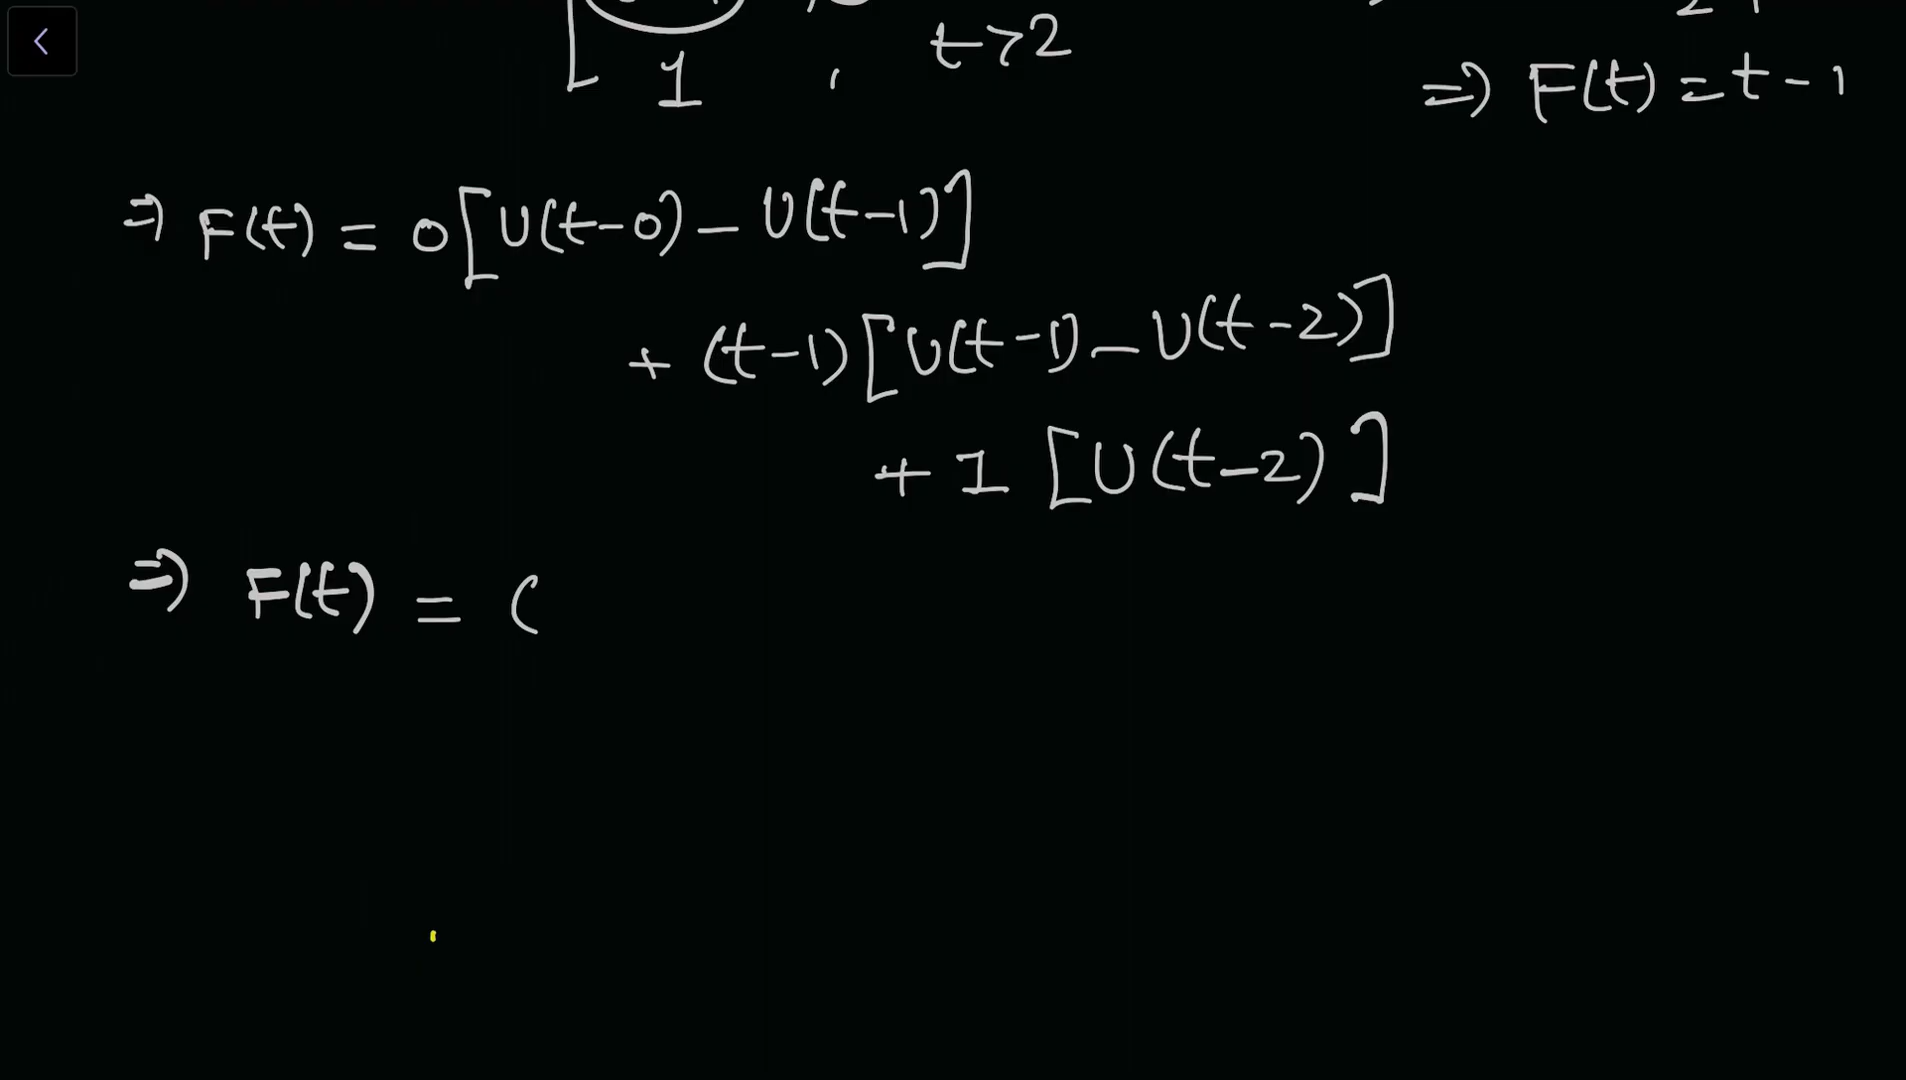 1 , t>2
⇒ F(t) = t - 1
⇒ F(t) = 0[U(t-0) - U(t-1)]
+ (t-1)[U(t-1) - U(t-2)]
+ 1 [U(t-2)]
⇒ F(t) = (